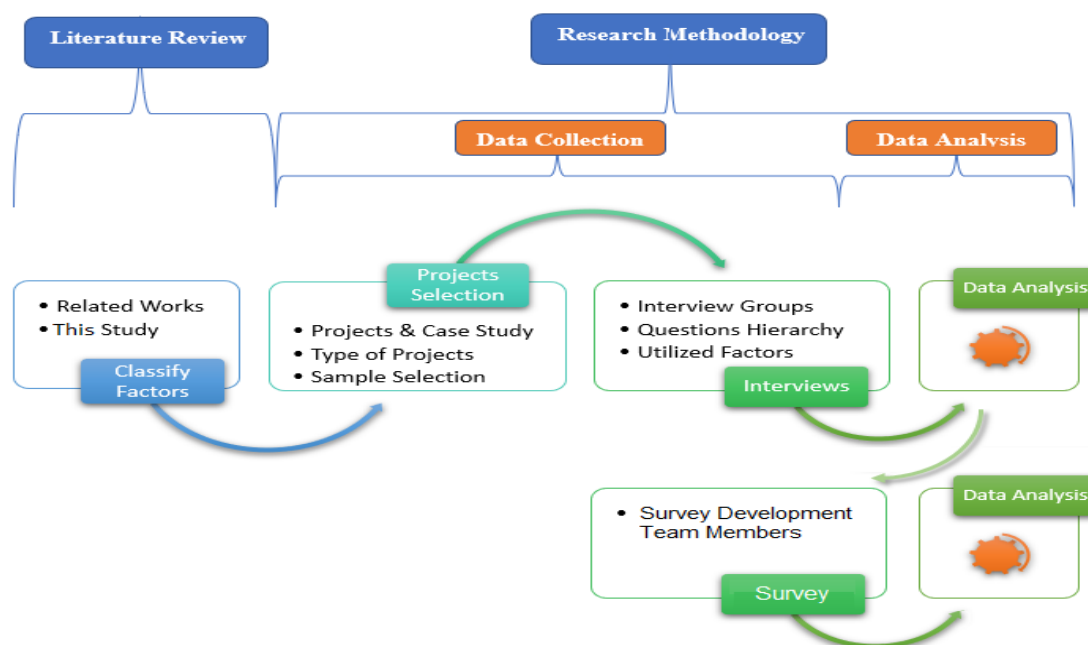 Literature Review
Research Methodology
Data Collection
Data Analysis
• Related Works
• This Study
Classify
Factors
Projects
Selection
• Projects & Case Study
• Type of Projects
• Sample Selection
• Interview Groups
• Questions Hierarchy
• Utilized Factors
Interviews
Data Analysis
• Survey Development
Team Members
Survey
Data Analysis